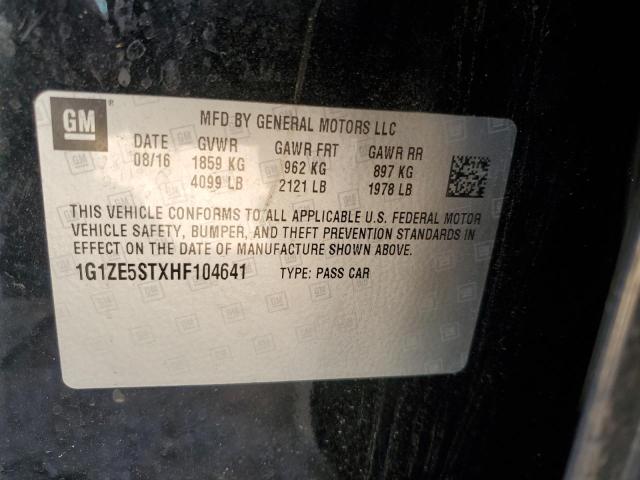 GM ®
MFD BY GENERAL MOTORS LLC
DATE GVWR GAWR FRT GAWR RR
08/16 1859 KG 962 KG 897 KG
4099 LB 2121 LB 1978 LB
THIS VEHICLE CONFORMS TO ALL APPLICABLE U.S. FEDERAL MOTOR
VEHICLE SAFETY, BUMPER, AND THEFT PREVENTION STANDARDS IN
EFFECT ON THE DATE OF MANUFACTURE SHOWN ABOVE.
1G1ZE5STXHF104641 TYPE: PASS CAR